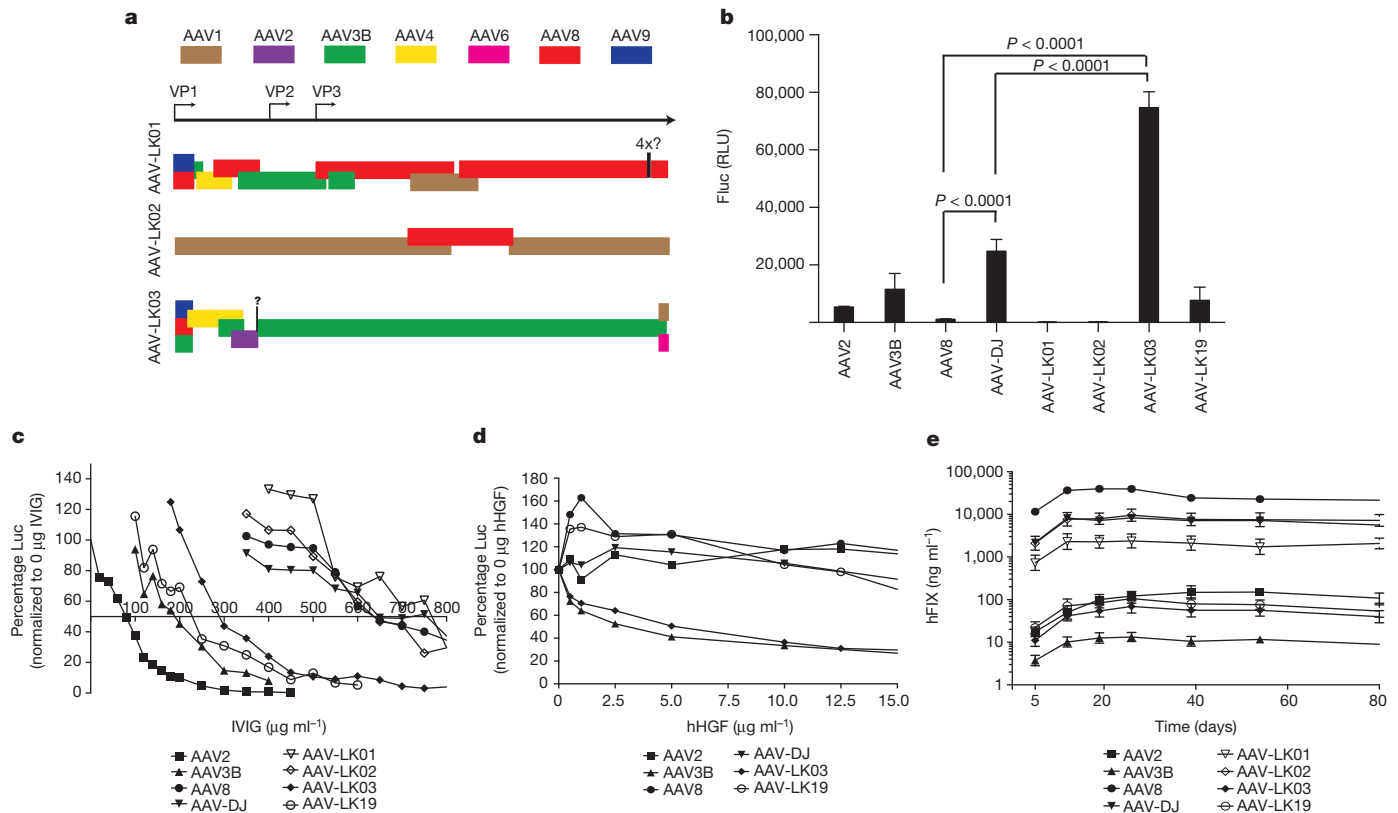 a
AAV1 AAV2 AAV3B AAV4 AAV6 AAV8 AAV9
VP1 VP2 VP3
AAV-LK01
4x?
AAV-LK02
AAV-LK03
?
b
Fluc (RLU)
100,000
80,000
60,000
40,000
20,000
P < 0.0001
P < 0.0001
P < 0.0001
AAV2
AAV3B
AAV8
AAV-DJ
AAV-LK01
AAV-LK02
AAV-LK03
AAV-LK19
c
Percentage Luc
(normalized to 0 µg IVIG)
140
120
100
80
60
40
20
0
100 200 300 400 500 600 700 800
IVIG (µg ml⁻¹)
AAV2
AAV3B
AAV8
AAV-DJ
AAV-LK01
AAV-LK02
AAV-LK03
AAV-LK19
d
Percentage Luc
(normalized to 0 µg hHGF)
180
160
140
120
100
80
60
40
20
0
0 2.5 5.0 7.5 10.0 12.5 15.0
hHGF (µg ml⁻¹)
AAV2
AAV3B
AAV8
AAV-DJ
AAV-LK03
AAV-LK19
e
hFIX (ng ml⁻¹)
100,000
10,000
1,000
100
10
1
5 20 40 60 80
Time (days)
AAV2
AAV3B
AAV8
AAV-DJ
AAV-LK01
AAV-LK02
AAV-LK03
AAV-LK19